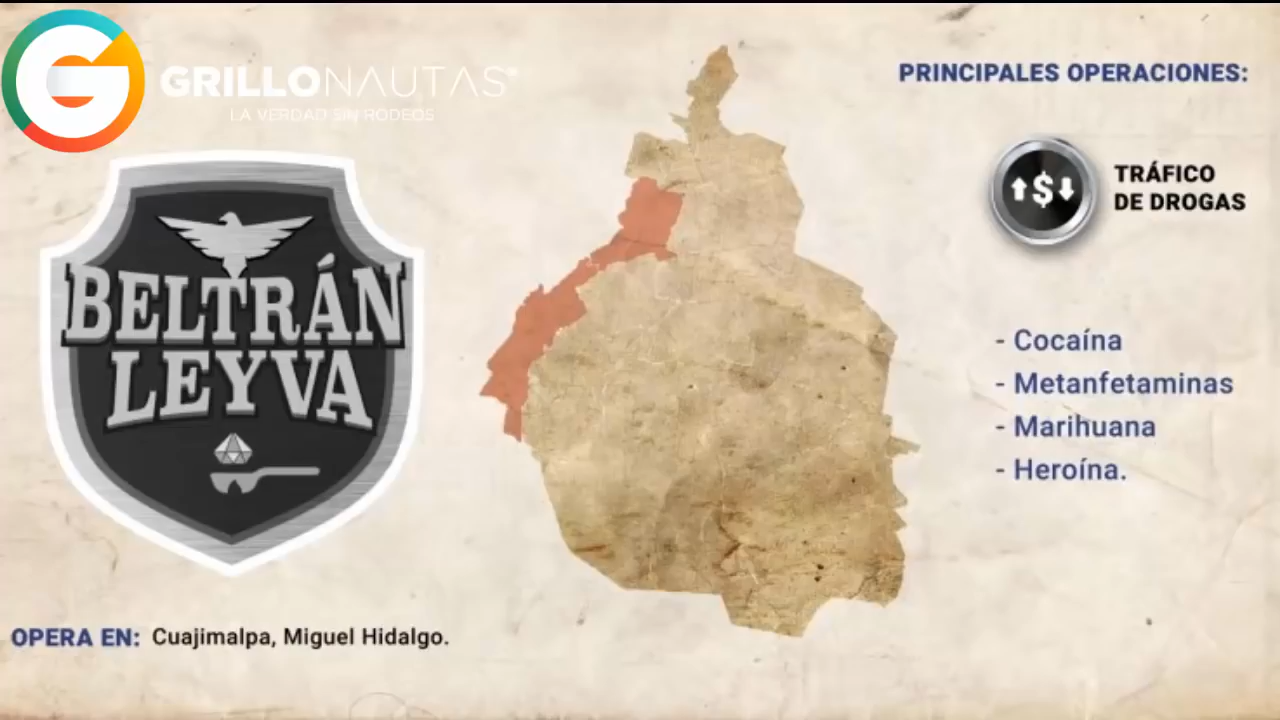 GRILLONAUTAS®
LA VERDAD SIN RODEOS
BELTRÁN
LEYVA
OPERA EN: Cuajimalpa, Miguel Hidalgo.
PRINCIPALES OPERACIONES:
$
TRÁFICO
DE DROGAS
- Cocaína
- Metanfetaminas
- Marihuana
- Heroína.